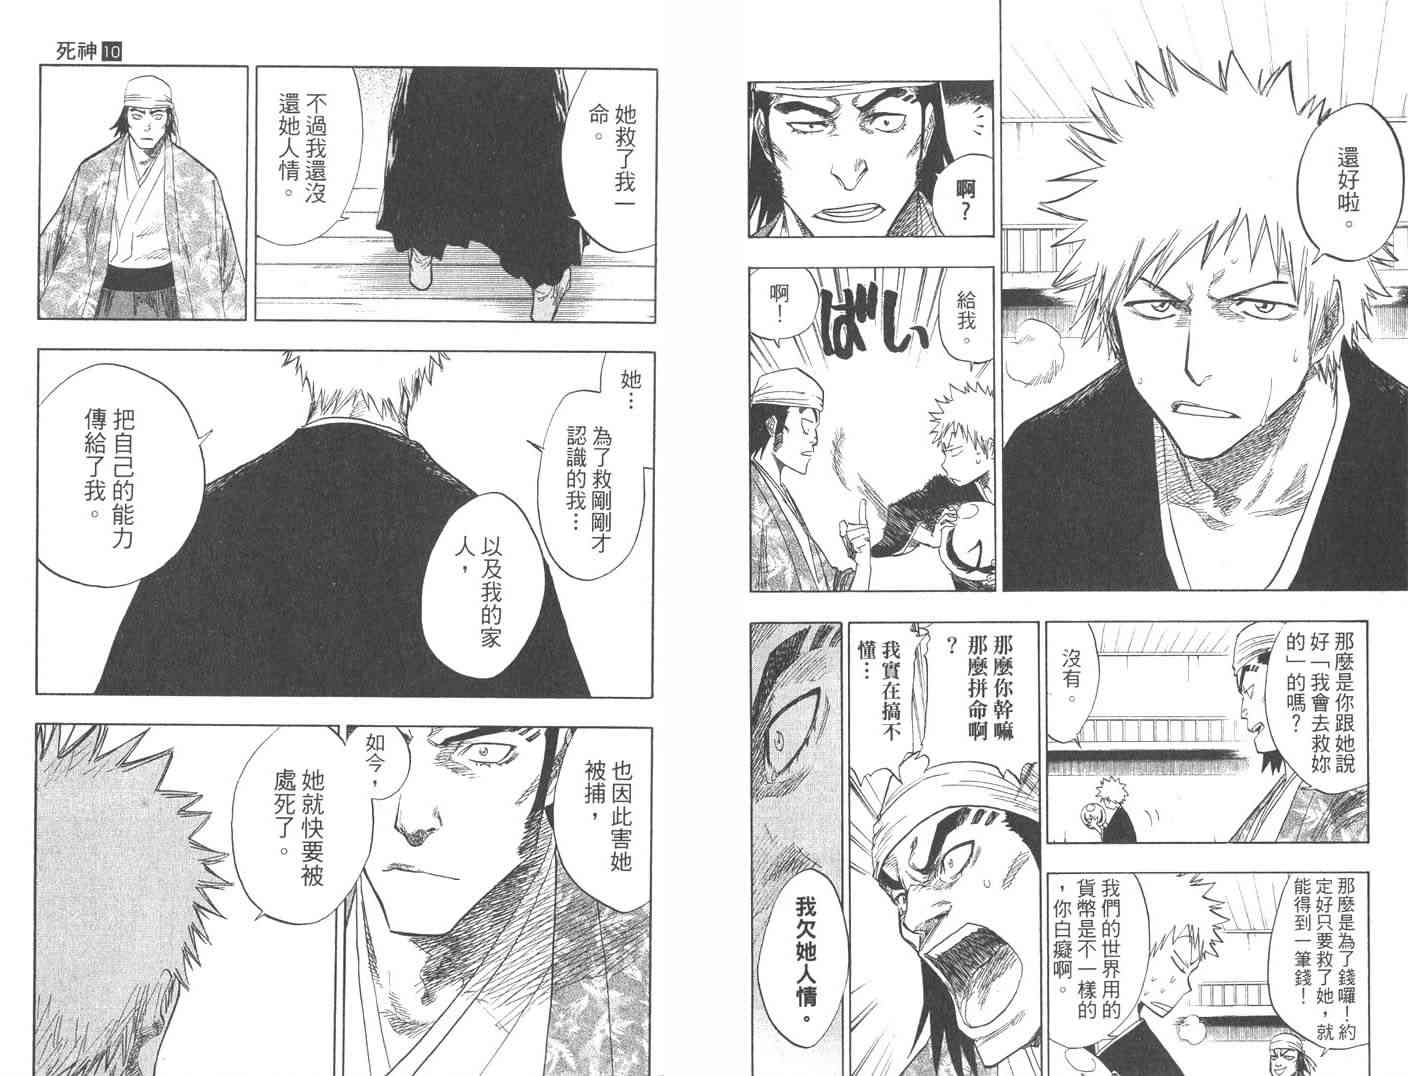 還好啦。
啊?
給我。
ばい
啊!
那麼是你跟她說
好「我會去救妳
的」的嗎?
沒有。
那麼是為了錢囉!約
定好只要救了她,就
能得到一筆錢!
我們的世界用的
貨幣是不一樣的
,你白癡啊。
那麼你幹嘛
那麼拼命啊
?
我實在搞不
懂…
我欠她人情。
死神10
她救了我一
命。
不過我還沒
還她人情。
她…
為了救剛剛才
認識的我…
以及我的家
人,
把自己的能力
傳給了我。
也因此害她
被捕,
如今,
她就快要被
處死了。